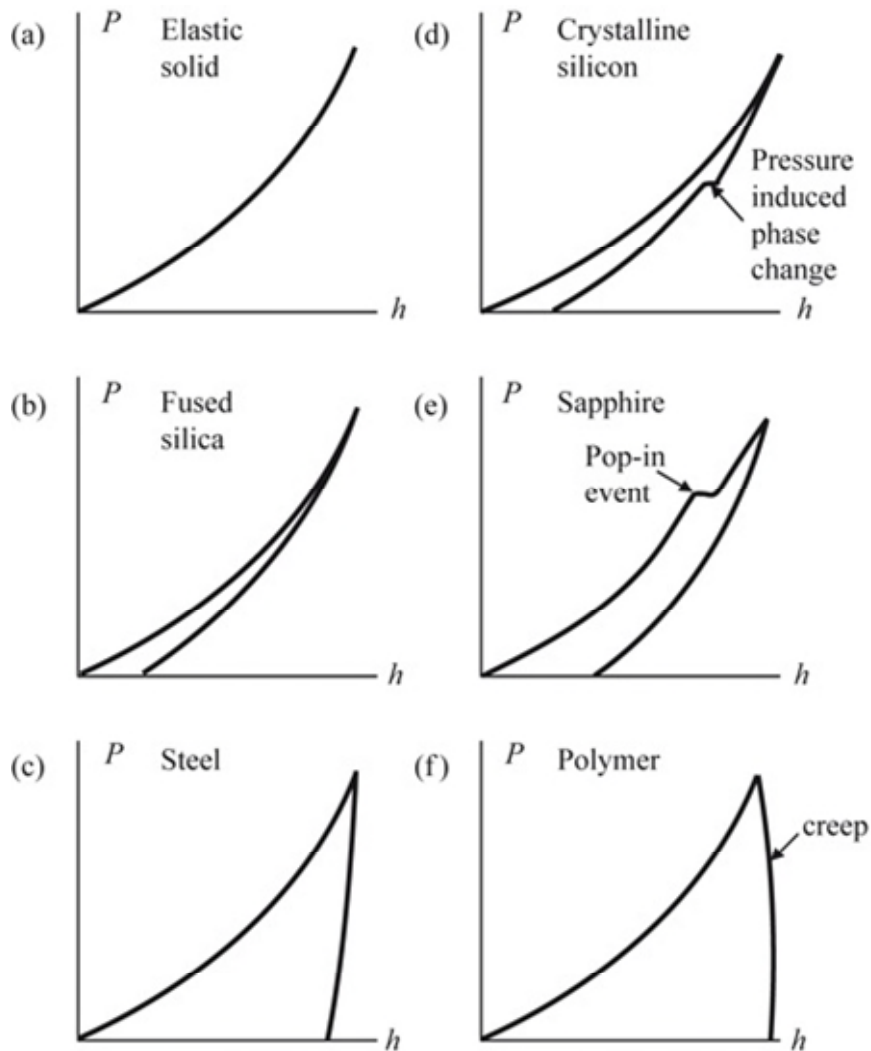 (a) P Elastic
solid
h
(d) P Crystalline
silicon
Pressure
induced
phase
change
h
(b) P Fused
silica
h
(e) P Sapphire
Pop-in
event
h
(c) P Steel
h
(f) P Polymer
creep
h